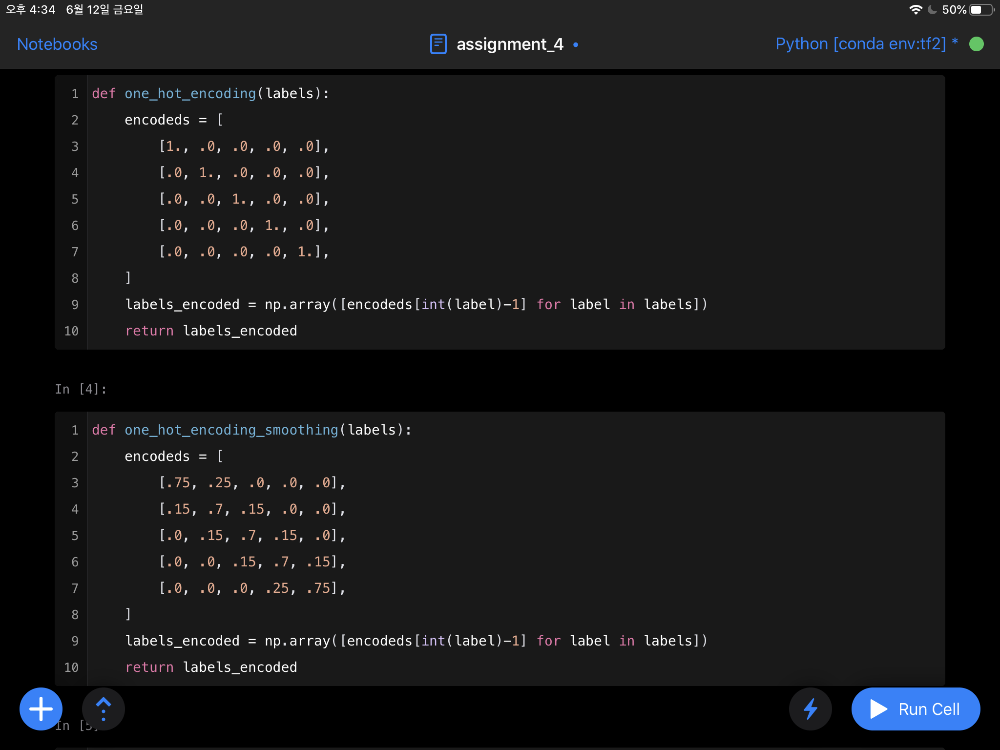 오후 4:34 6월 12일 금요일 50%
Notebooks assignment_4 Python [conda env:tf2] *
1 def one_hot_encoding(labels):
2 encodeds = [
3 [1., .0, .0, .0, .0],
4 [.0, 1., .0, .0, .0],
5 [.0, .0, 1., .0, .0],
6 [.0, .0, .0, 1., .0],
7 [.0, .0, .0, .0, 1.],
8 ]
9 labels_encoded = np.array([encodeds[int(label)-1] for label in labels])
10 return labels_encoded
In [4]:
1 def one_hot_encoding_smoothing(labels):
2 encodeds = [
3 [.75, .25, .0, .0, .0],
4 [.15, .7, .15, .0, .0],
5 [.0, .15, .7, .15, .0],
6 [.0, .0, .15, .7, .15],
7 [.0, .0, .0, .25, .75],
8 ]
9 labels_encoded = np.array([encodeds[int(label)-1] for label in labels])
10 return labels_encoded
Run Cell
In [5]